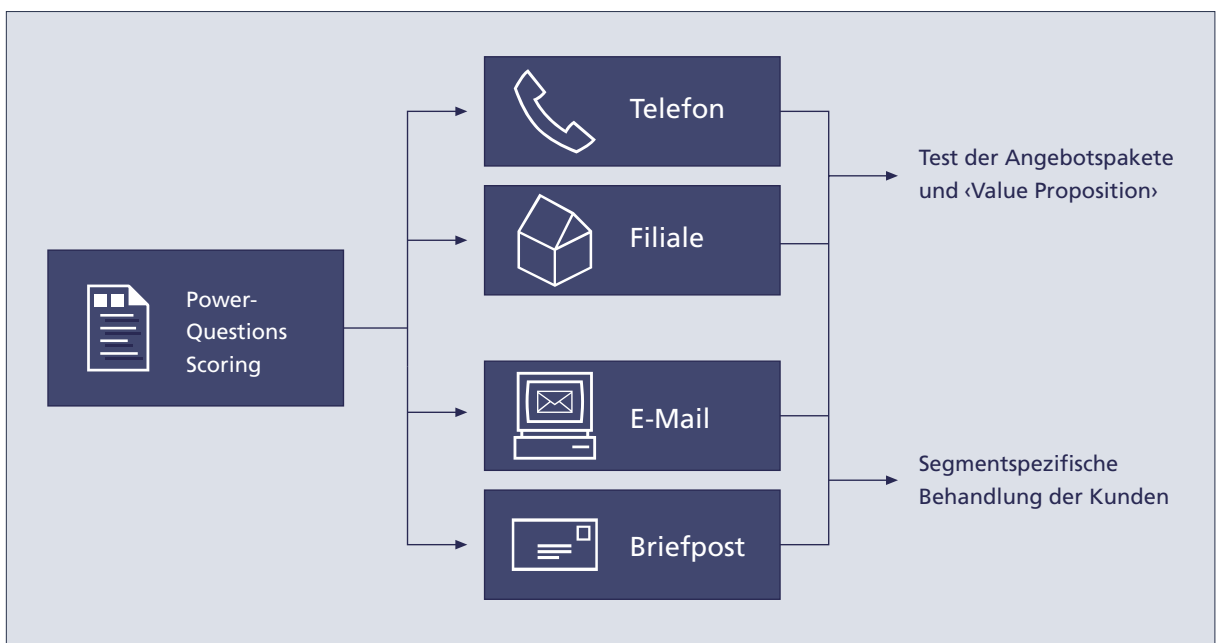 Power-
Questions
Scoring
Telefon
Filiale
E-Mail
Briefpost
Test der Angebotspakete
und ‹Value Proposition›
Segmentspezifische
Behandlung der Kunden